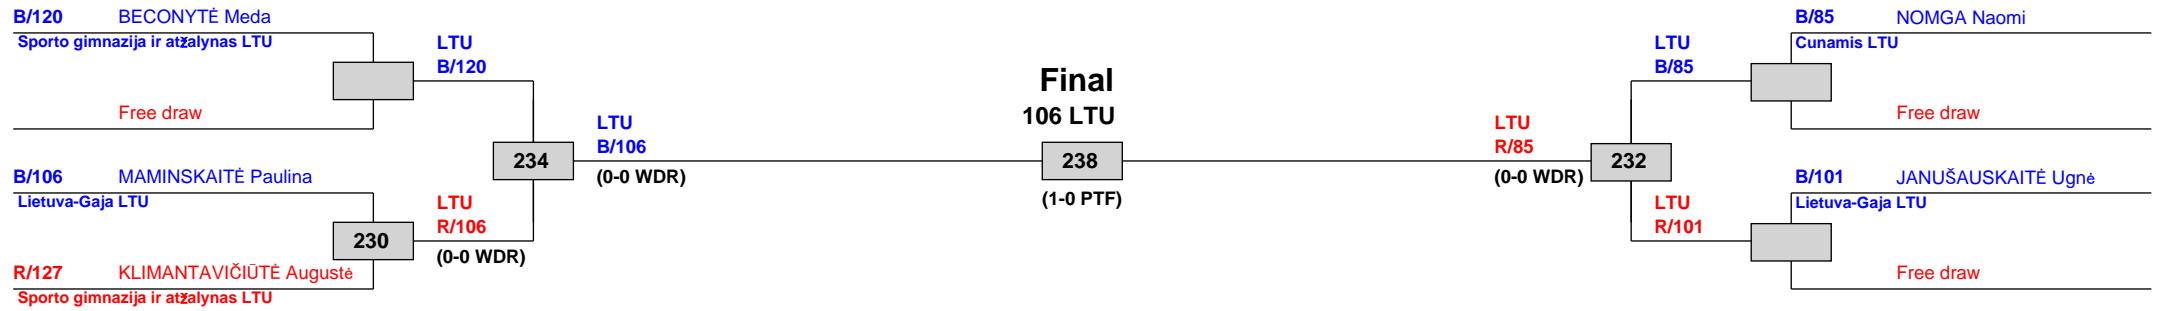 B/120 BECONYTĖ Meda
Sporto gimnazija ir atžalynas LTU
LTU
B/120
Free draw
B/106 MAMINSKAITĖ Paulina
Lietuva-Gaja LTU
230
LTU
R/106
(0-0 WDR)
R/127 KLIMANTAVIČIŪTĖ Augustė
Sporto gimnazija ir atžalynas LTU
234
LTU
B/106
(0-0 WDR)
Final
106 LTU
238
(1-0 PTF)
LTU
R/85
(0-0 WDR)
232
LTU
B/85
LTU
R/101
B/85 NOMGA Naomi
Cunamis LTU
Free draw
B/101 JANUŠAUSKAITĖ Ugnė
Lietuva-Gaja LTU
Free draw